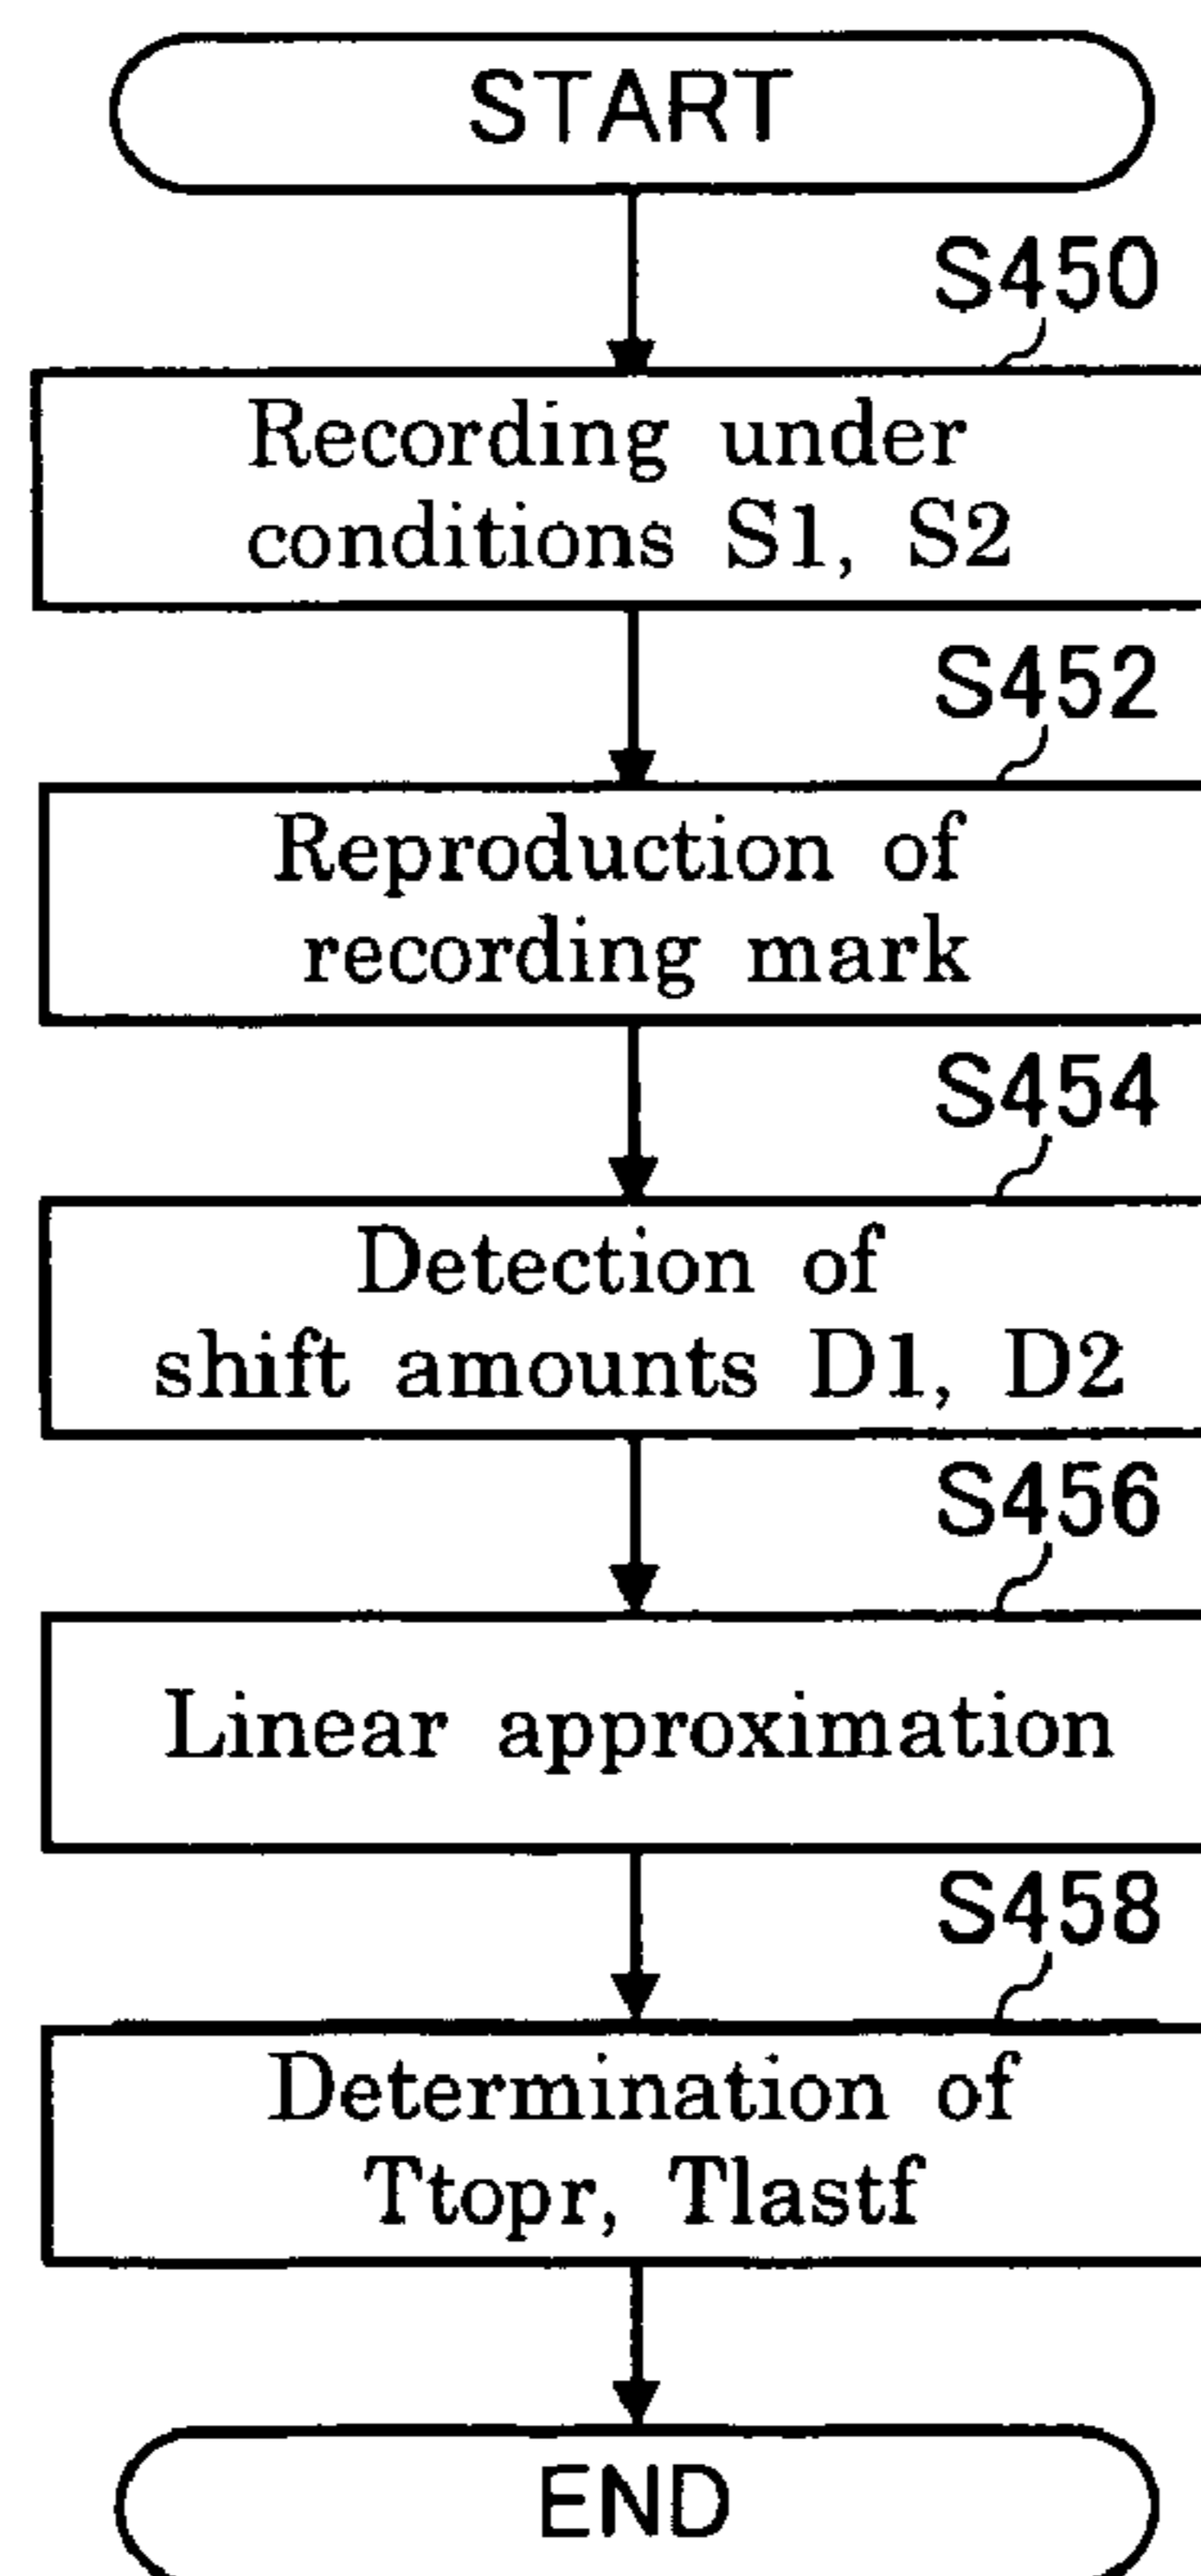 START
S450
Recording under
conditions S1, S2
S452
Reproduction of
recording mark
S454
Detection of
shift amounts D1, D2
S456
Linear approximation
S458
Determination of
Ttopr, Tlastf
END